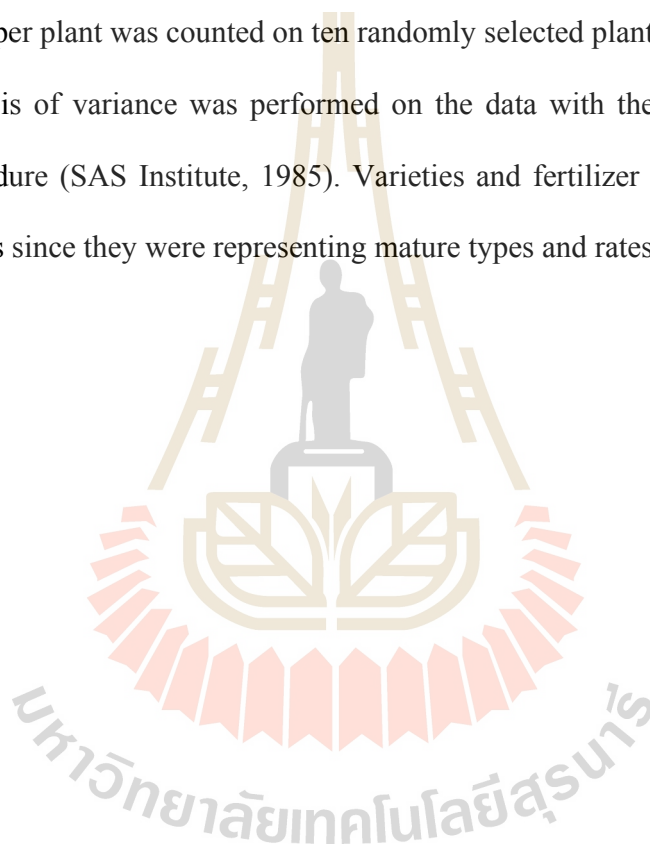 per plant was counted on ten randomly selected plant
is of variance was performed on the data with the
dure (SAS Institute, 1985). Varieties and fertilizer
s since they were representing mature types and rates
มหาวิทยาลัยเทคโนโลยีสุรนารี